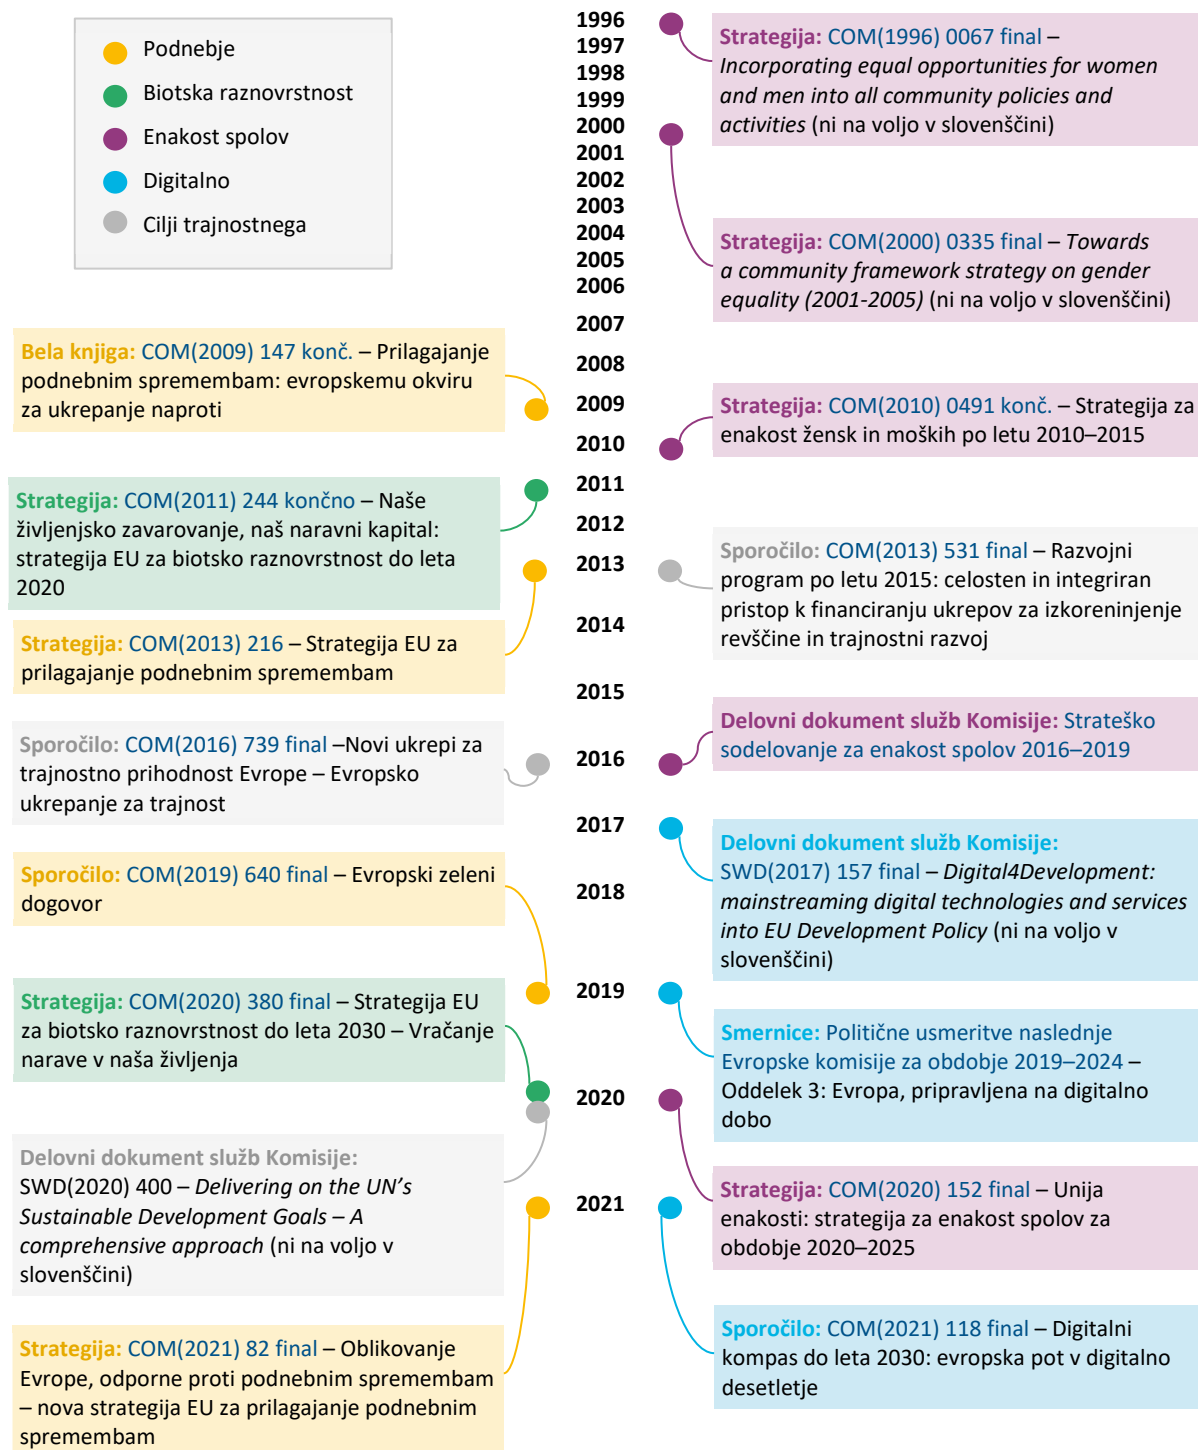 Podnebje
Biotska raznovrstnost
Enakost spolov
Digitalno
Cilji trajnostnega
1996
1997
1998
1999
2000
2001
2002
2003
2004
2005
2006
2007
2008
2009
2010
2011
2012
2013
2014
2015
2016
2017
2018
2019
2020
2021
Bela knjiga: COM(2009) 147 konč. – Prilagajanje
podnebnim spremembam: evropskemu okviru
za ukrepanje naproti
Strategija: COM(2011) 244 končno – Naše
življenjsko zavarovanje, naš naravni kapital:
strategija EU za biotsko raznovrstnost do leta
2020
Strategija: COM(2013) 216 – Strategija EU za
prilagajanje podnebnim spremembam
Sporočilo: COM(2016) 739 final –Novi ukrepi za
trajnostno prihodnost Evrope – Evropsko
ukrepanje za trajnost
Sporočilo: COM(2019) 640 final – Evropski zeleni
dogovor
Strategija: COM(2020) 380 final – Strategija EU
za biotsko raznovrstnost do leta 2030 – Vračanje
narave v naša življenja
Delovni dokument služb Komisije:
SWD(2020) 400 – Delivering on the UN’s
Sustainable Development Goals – A
comprehensive approach (ni na voljo v
slovenščini)
Strategija: COM(2021) 82 final – Oblikovanje
Evrope, odporne proti podnebnim spremembam
– nova strategija EU za prilagajanje podnebnim
spremembam
Strategija: COM(1996) 0067 final –
Incorporating equal opportunities for women
and men into all community policies and
activities (ni na voljo v slovenščini)
Strategija: COM(2000) 0335 final – Towards
a community framework strategy on gender
equality (2001-2005) (ni na voljo v slovenščini)
Strategija: COM(2010) 0491 konč. – Strategija za
enakost žensk in moških po letu 2010–2015
Sporočilo: COM(2013) 531 final – Razvojni
program po letu 2015: celosten in integriran
pristop k financiranju ukrepov za izkoreninjenje
revščine in trajnostni razvoj
Delovni dokument služb Komisije: Strateško
sodelovanje za enakost spolov 2016–2019
Delovni dokument služb Komisije:
SWD(2017) 157 final – Digital4Development:
mainstreaming digital technologies and services
into EU Development Policy (ni na voljo v
slovenščini)
Smernice: Politične usmeritve naslednje
Evropske komisije za obdobje 2019–2024 –
Oddelek 3: Evropa, pripravljena na digitalno
dobo
Strategija: COM(2020) 152 final – Unija
enakosti: strategija za enakost spolov za
obdobje 2020–2025
Sporočilo: COM(2021) 118 final – Digitalni
kompas do leta 2030: evropska pot v digitalno
desetletje